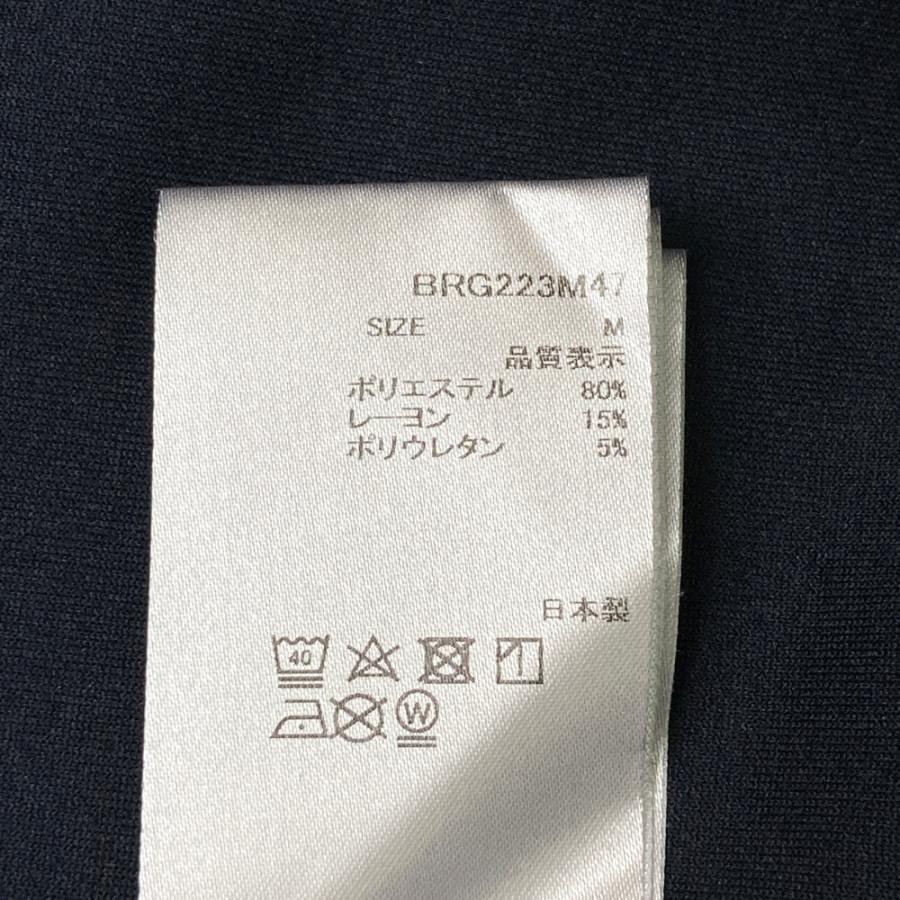 BRG223M47
SIZE M
品質表示
ポリエステル 80%
レーヨン 15%
ポリウレタン 5%
日本製
40
W